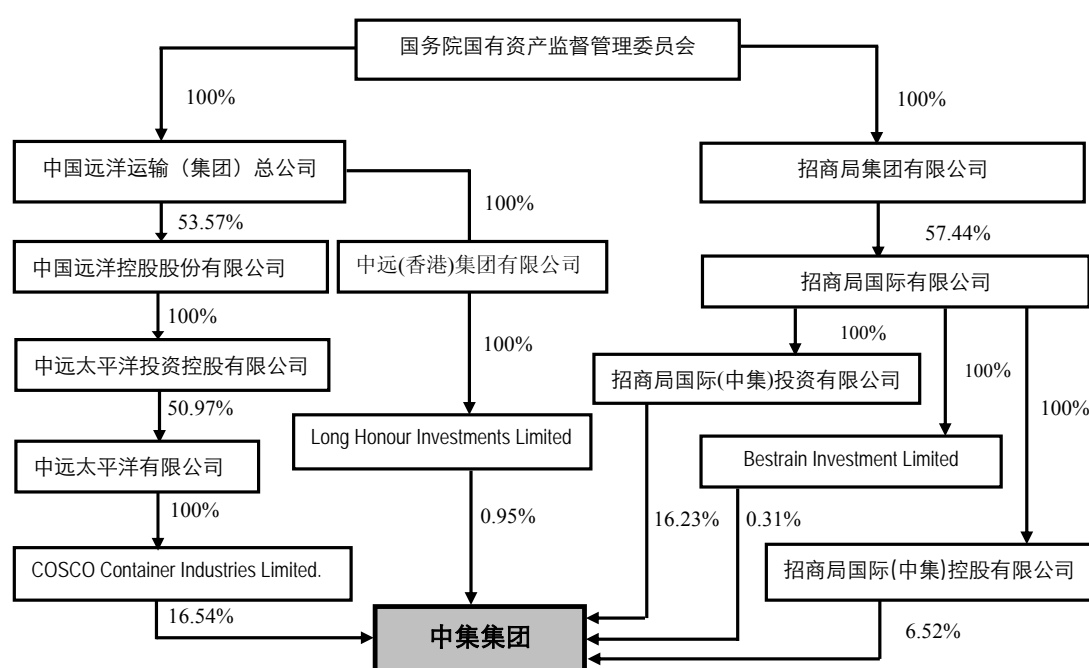 国务院国有资产监督管理委员会
100%
100%
中国远洋运输（集团）总公司
招商局集团有限公司
53.57%
100%
57.44%
中国远洋控股股份有限公司
中远(香港)集团有限公司
招商局国际有限公司
100%
100%
100%
中远太平洋投资控股有限公司
招商局国际(中集)投资有限公司
100%
100%
50.97%
Long Honour Investments Limited
中远太平洋有限公司
Bestrain Investment Limited
100%
0.95%
16.23%
0.31%
COSCO Container Industries Limited.
招商局国际(中集)控股有限公司
16.54%
中集集团
6.52%